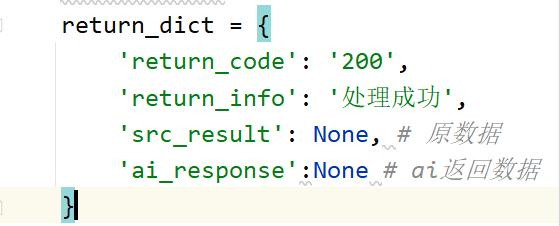 return_dict = {
    'return_code': '200',
    'return_info': '处理成功',
    'src_result': None, # 原数据
    'ai_response':None # ai返回数据
}